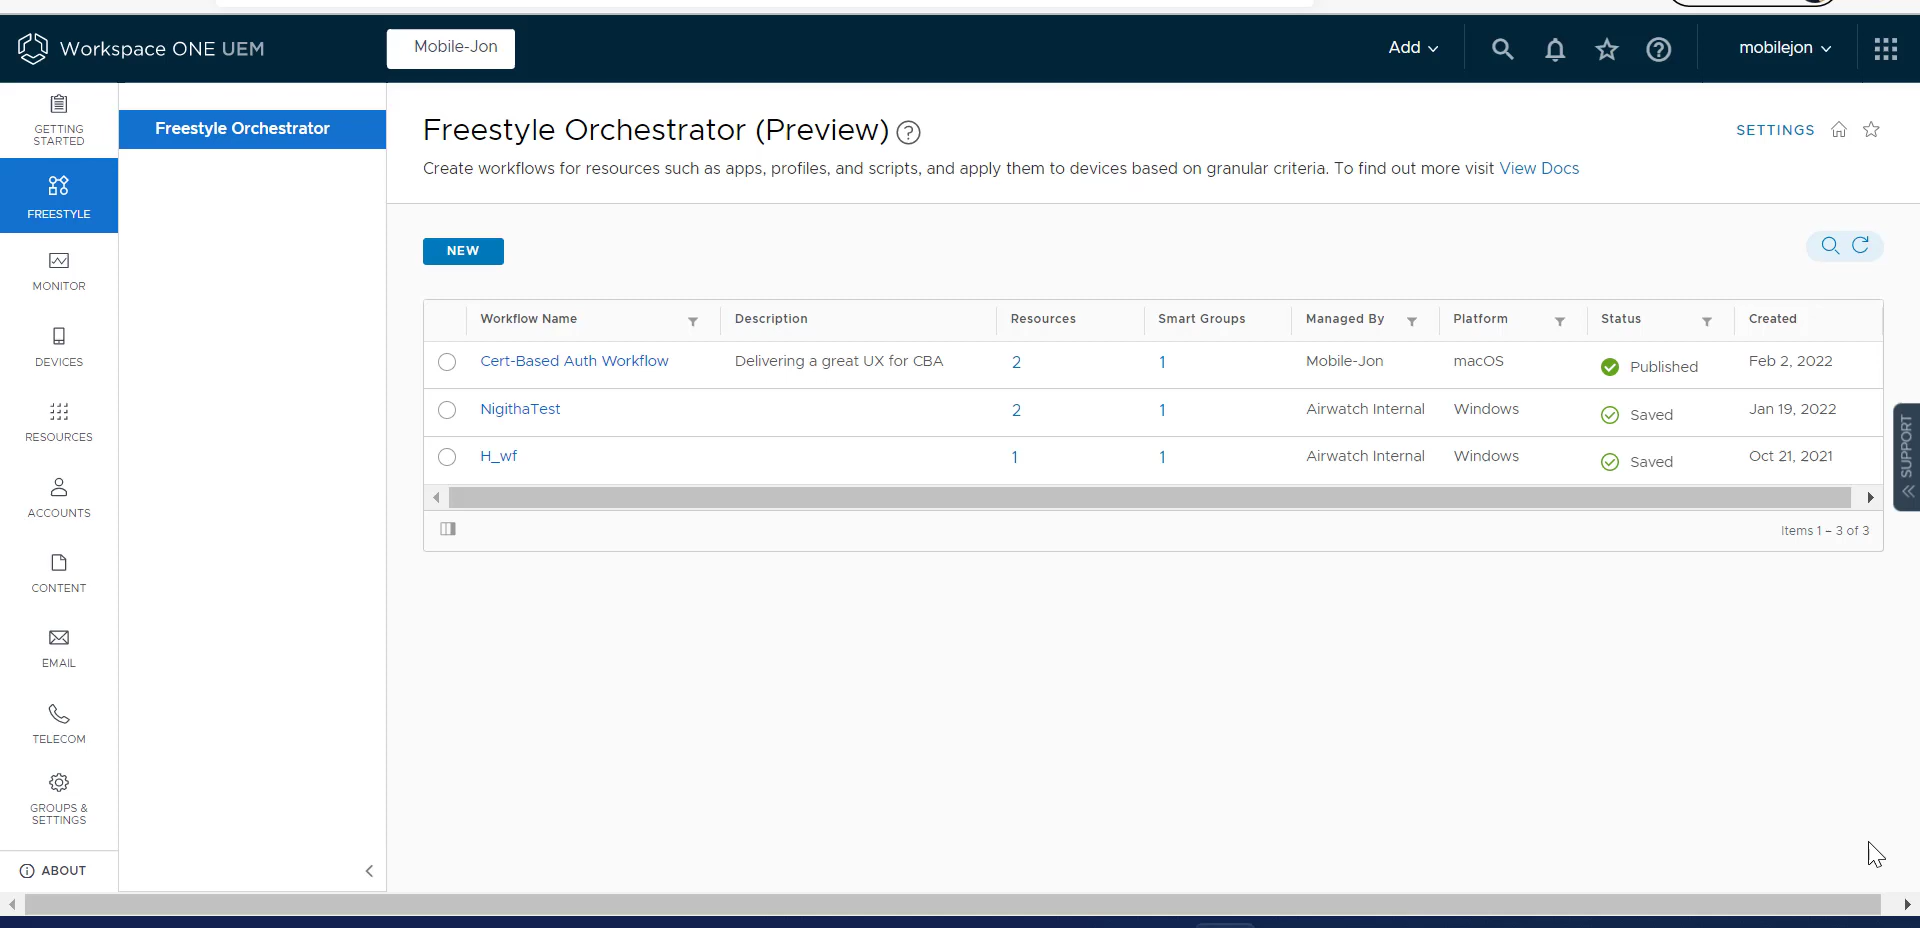 Workspace ONE UEM
Mobile-Jon
Add
mobilejon
GETTING
STARTED
FREESTYLE
MONITOR
DEVICES
RESOURCES
ACCOUNTS
CONTENT
EMAIL
TELECOM
GROUPS &
SETTINGS
ABOUT
Freestyle Orchestrator
Freestyle Orchestrator (Preview)
SETTINGS
Create workflows for resources such as apps, profiles, and scripts, and apply them to devices based on granular criteria. To find out more visit View Docs
NEW
Workflow Name Description Resources Smart Groups Managed By Platform Status Created
Cert-Based Auth Workflow Delivering a great UX for CBA 2 1 Mobile-Jon macOS Published Feb 2, 2022
NigithaTest 2 1 Airwatch Internal Windows Saved Jan 19, 2022
H_wf 1 1 Airwatch Internal Windows Saved Oct 21, 2021
Items 1 – 3 of 3
SUPPORT